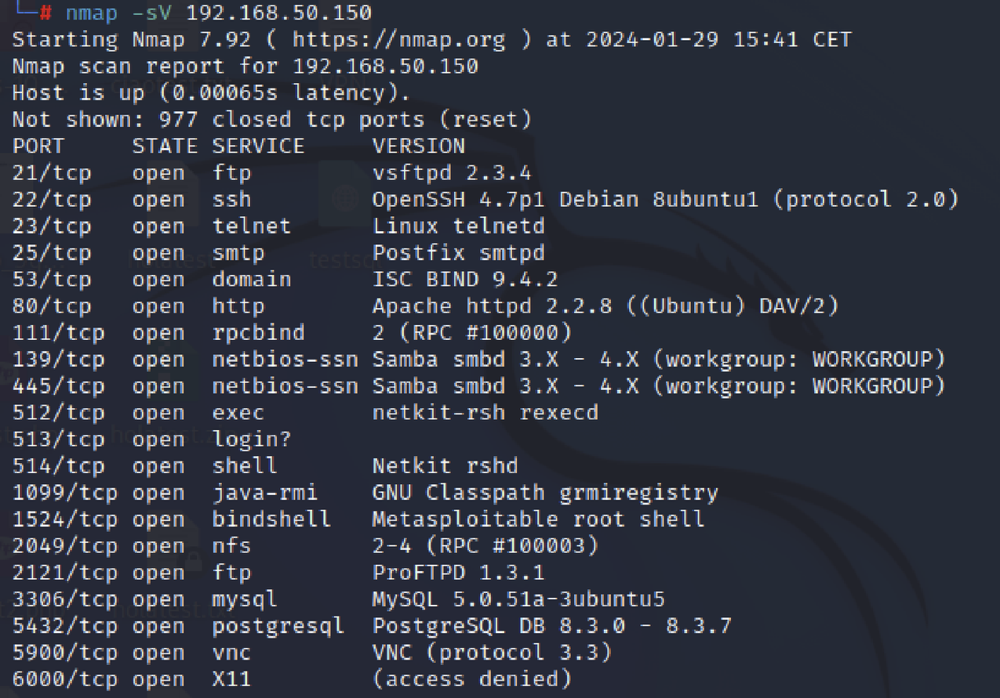 └─# nmap -sV 192.168.50.150
Starting Nmap 7.92 ( https://nmap.org ) at 2024-01-29 15:41 CET
Nmap scan report for 192.168.50.150
Host is up (0.00065s latency).
Not shown: 977 closed tcp ports (reset)
PORT     STATE SERVICE     VERSION
21/tcp   open  ftp         vsftpd 2.3.4
22/tcp   open  ssh         OpenSSH 4.7p1 Debian 8ubuntu1 (protocol 2.0)
23/tcp   open  telnet      Linux telnetd
25/tcp   open  smtp        Postfix smtpd
53/tcp   open  domain      ISC BIND 9.4.2
80/tcp   open  http        Apache httpd 2.2.8 ((Ubuntu) DAV/2)
111/tcp  open  rpcbind     2 (RPC #100000)
139/tcp  open  netbios-ssn Samba smbd 3.X - 4.X (workgroup: WORKGROUP)
445/tcp  open  netbios-ssn Samba smbd 3.X - 4.X (workgroup: WORKGROUP)
512/tcp  open  exec        netkit-rsh rexecd
513/tcp  open  login?
514/tcp  open  shell       Netkit rshd
1099/tcp open  java-rmi    GNU Classpath grmiregistry
1524/tcp open  bindshell   Metasploitable root shell
2049/tcp open  nfs         2-4 (RPC #100003)
2121/tcp open  ftp         ProFTPD 1.3.1
3306/tcp open  mysql       MySQL 5.0.51a-3ubuntu5
5432/tcp open  postgresql  PostgreSQL DB 8.3.0 - 8.3.7
5900/tcp open  vnc         VNC (protocol 3.3)
6000/tcp open  X11         (access denied)